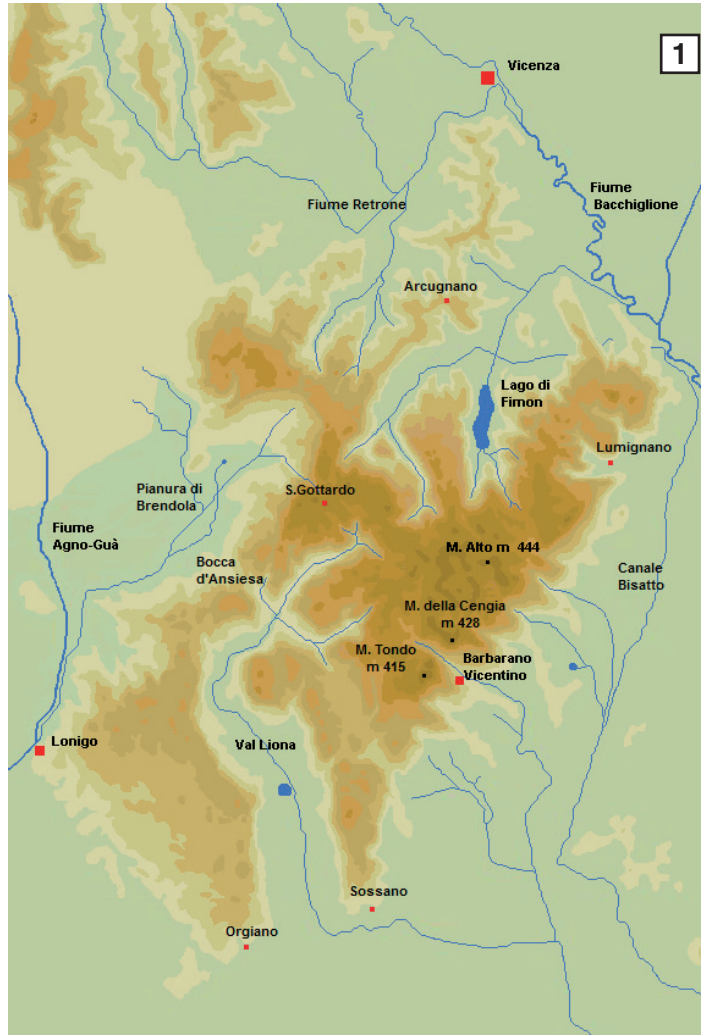 1
Vicenza
Fiume
Bacchiglione
Fiume Retrone
Arcugnano
Lago di
Fimon
Lumignano
Pianura di
Brendola
S.Gottardo
Fiume
Agno-Guà
Bocca
d'Ansiesa
M. Alto m 444
Canale
Bisatto
M. della Cengia
m 428
M. Tondo
m 415
Barbarano
Vicentino
Lonigo
Val Liona
Sossano
Orgiano